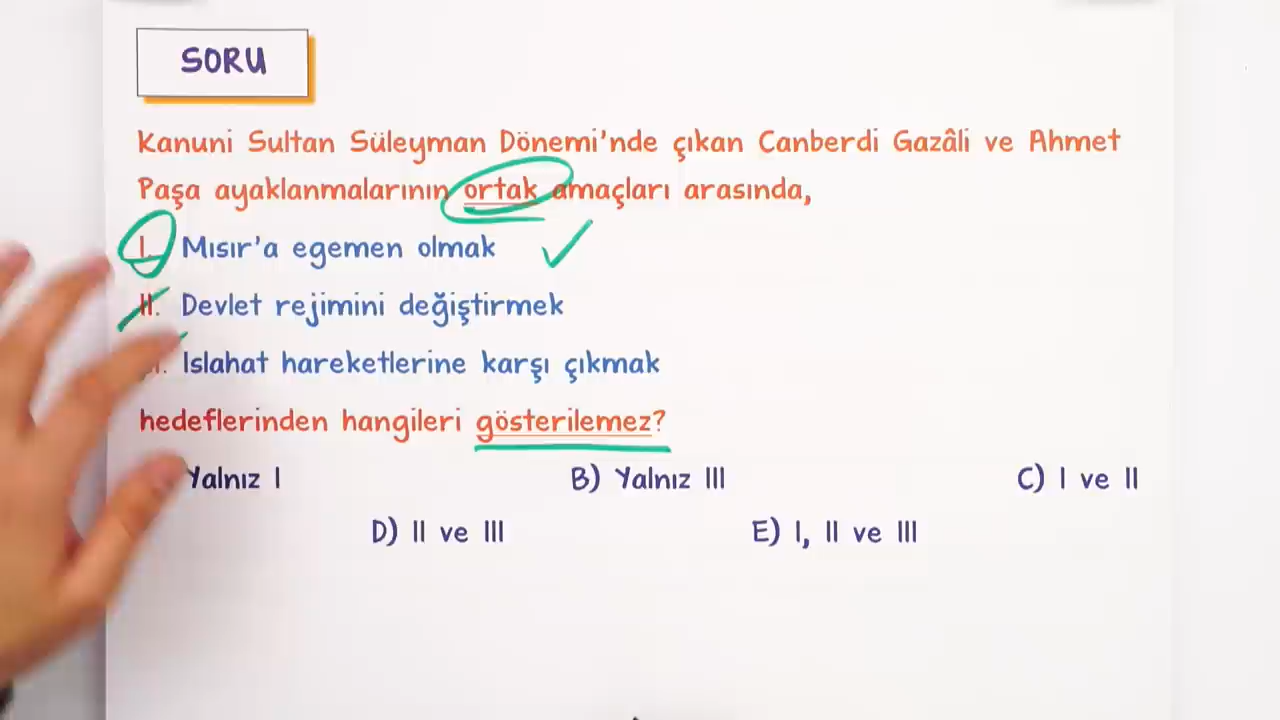 SORU
Kanuni Sultan Süleyman Dönemi'nde çıkan Canberdi Gazâli ve Ahmet
Paşa ayaklanmalarının ortak amaçları arasında,
I. Mısır'a egemen olmak
II. Devlet rejimini değiştirmek
Islahat hareketlerine karşı çıkmak
hedeflerinden hangileri gösterilemez?
Yalnız I B) Yalnız III C) I ve II
D) II ve III E) I, II ve III